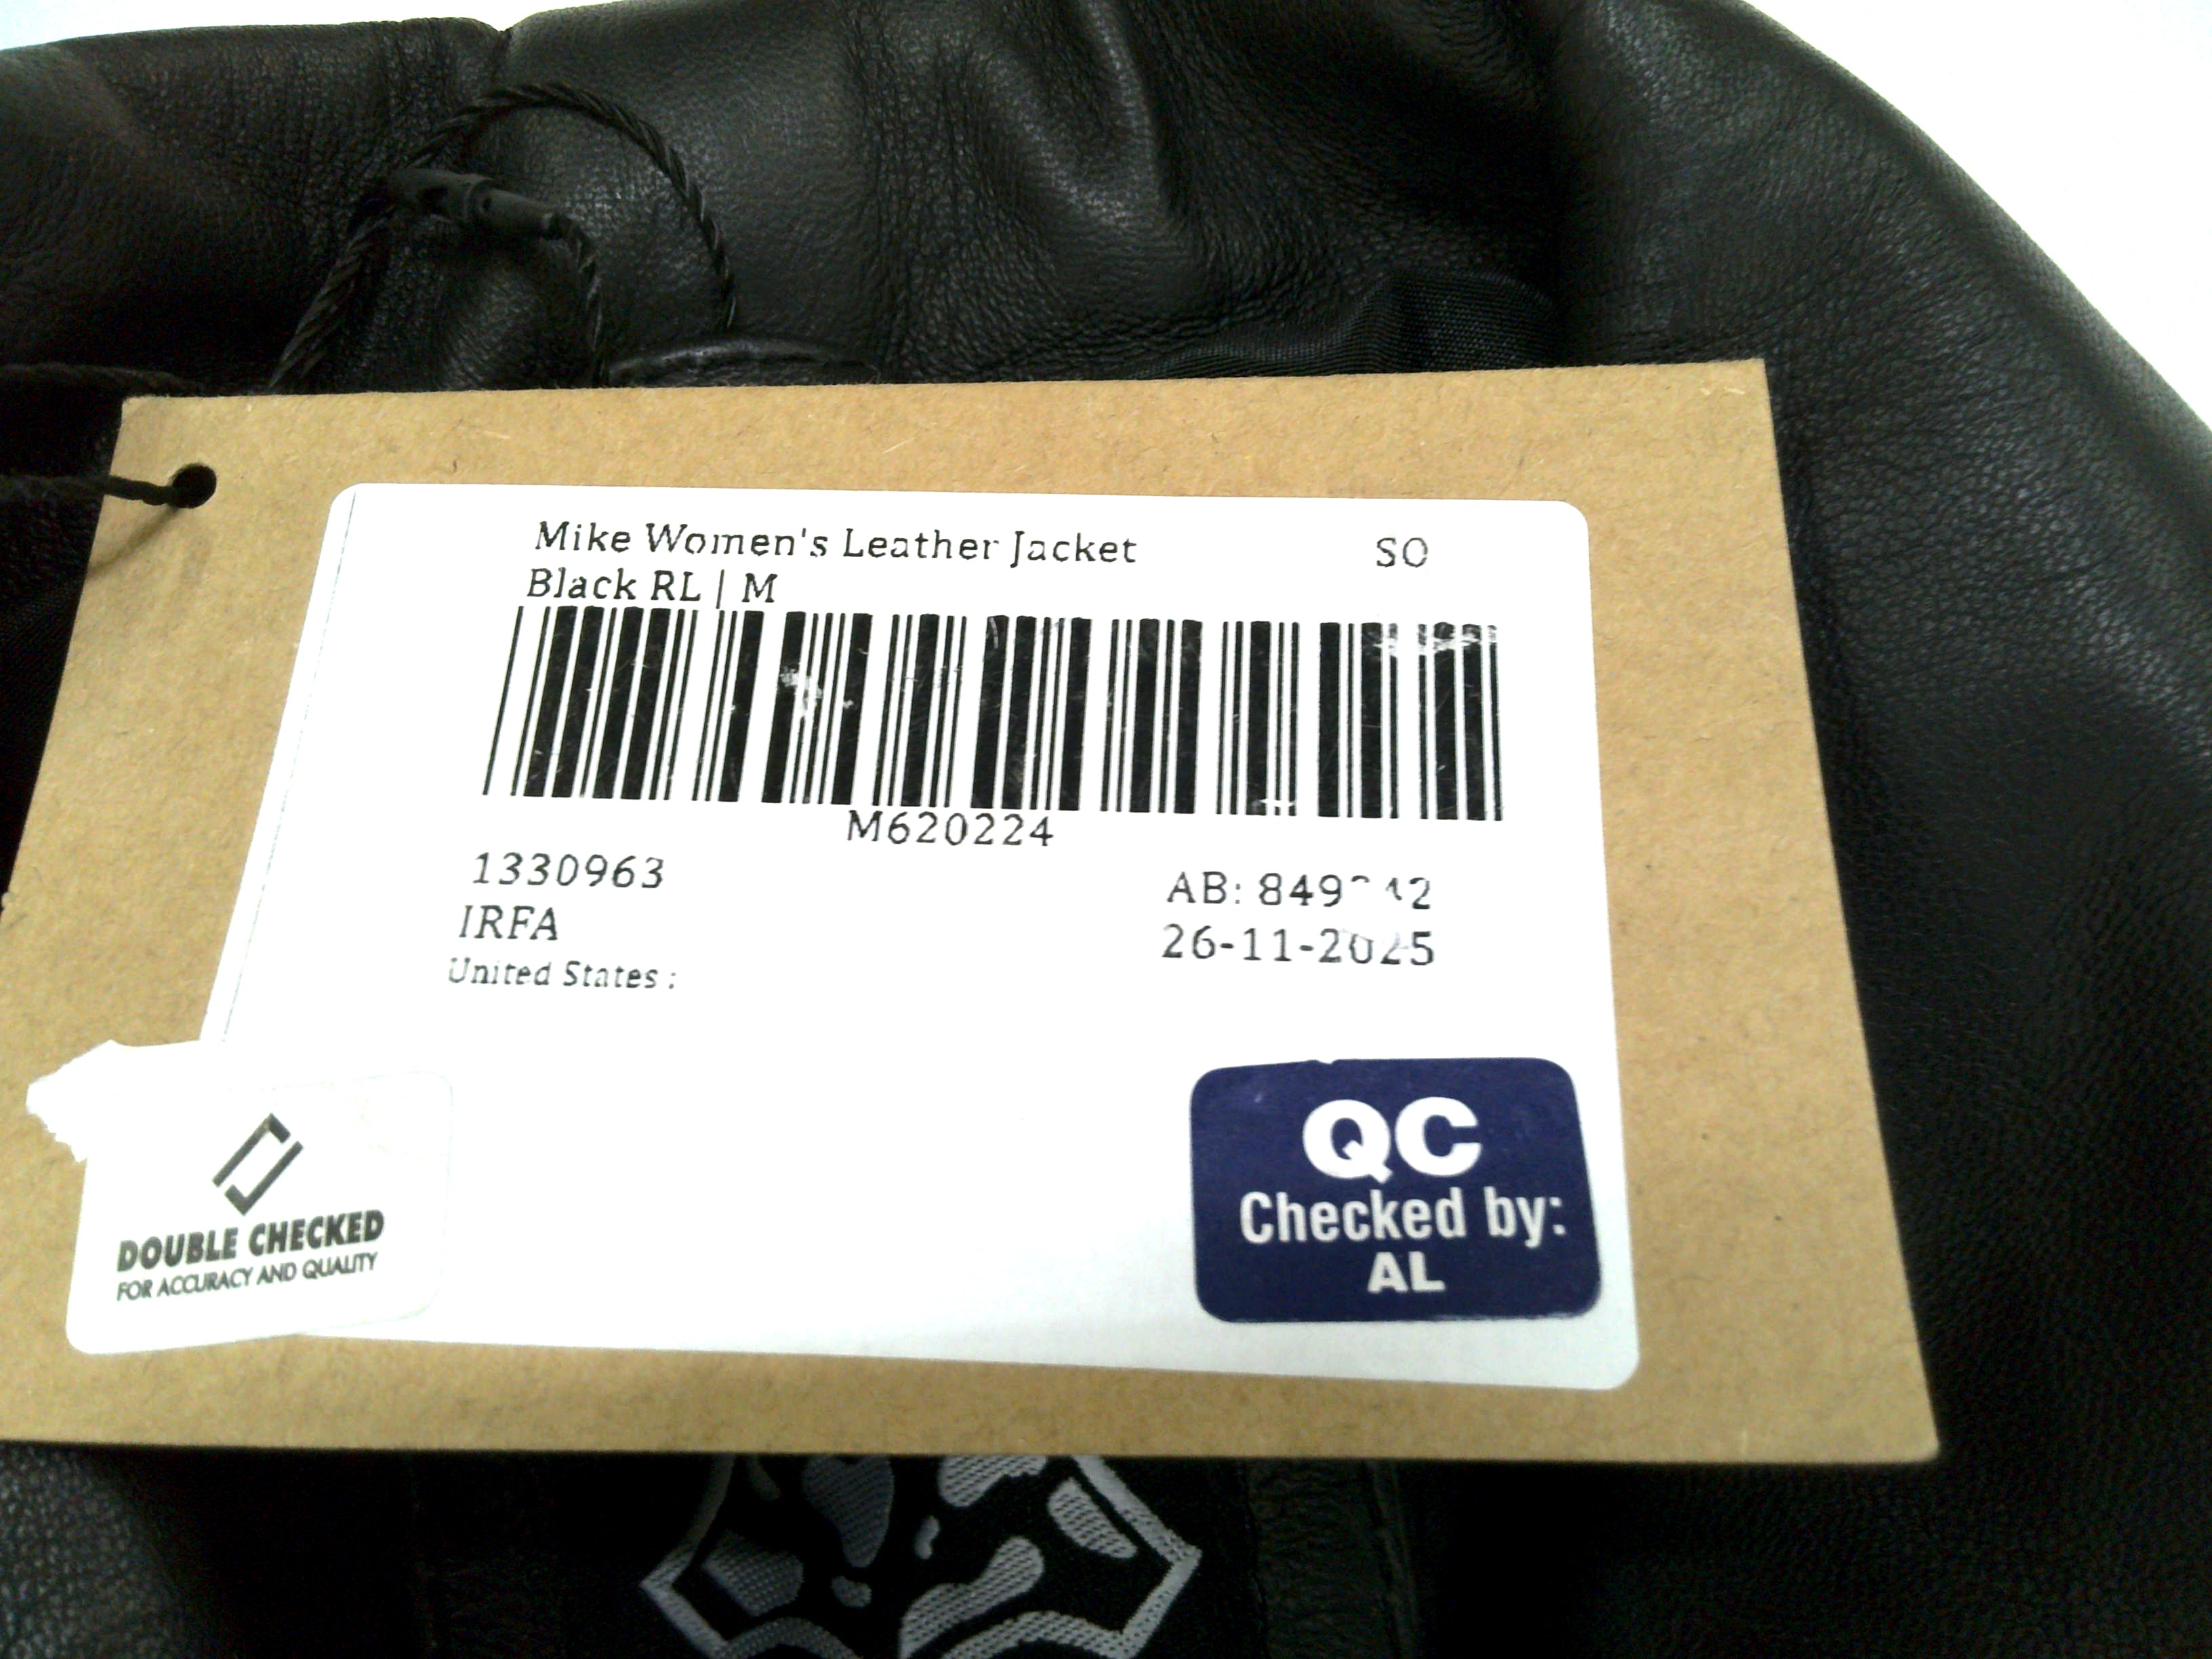 Mike Women's Leather Jacket SO
Black RL | M
M620224
1330963
AB:
IRFA
26-11-2025
United States :
DOUBLE CHECKED
FOR ACCURACY AND QUALITY
QC
Checked by:
AL